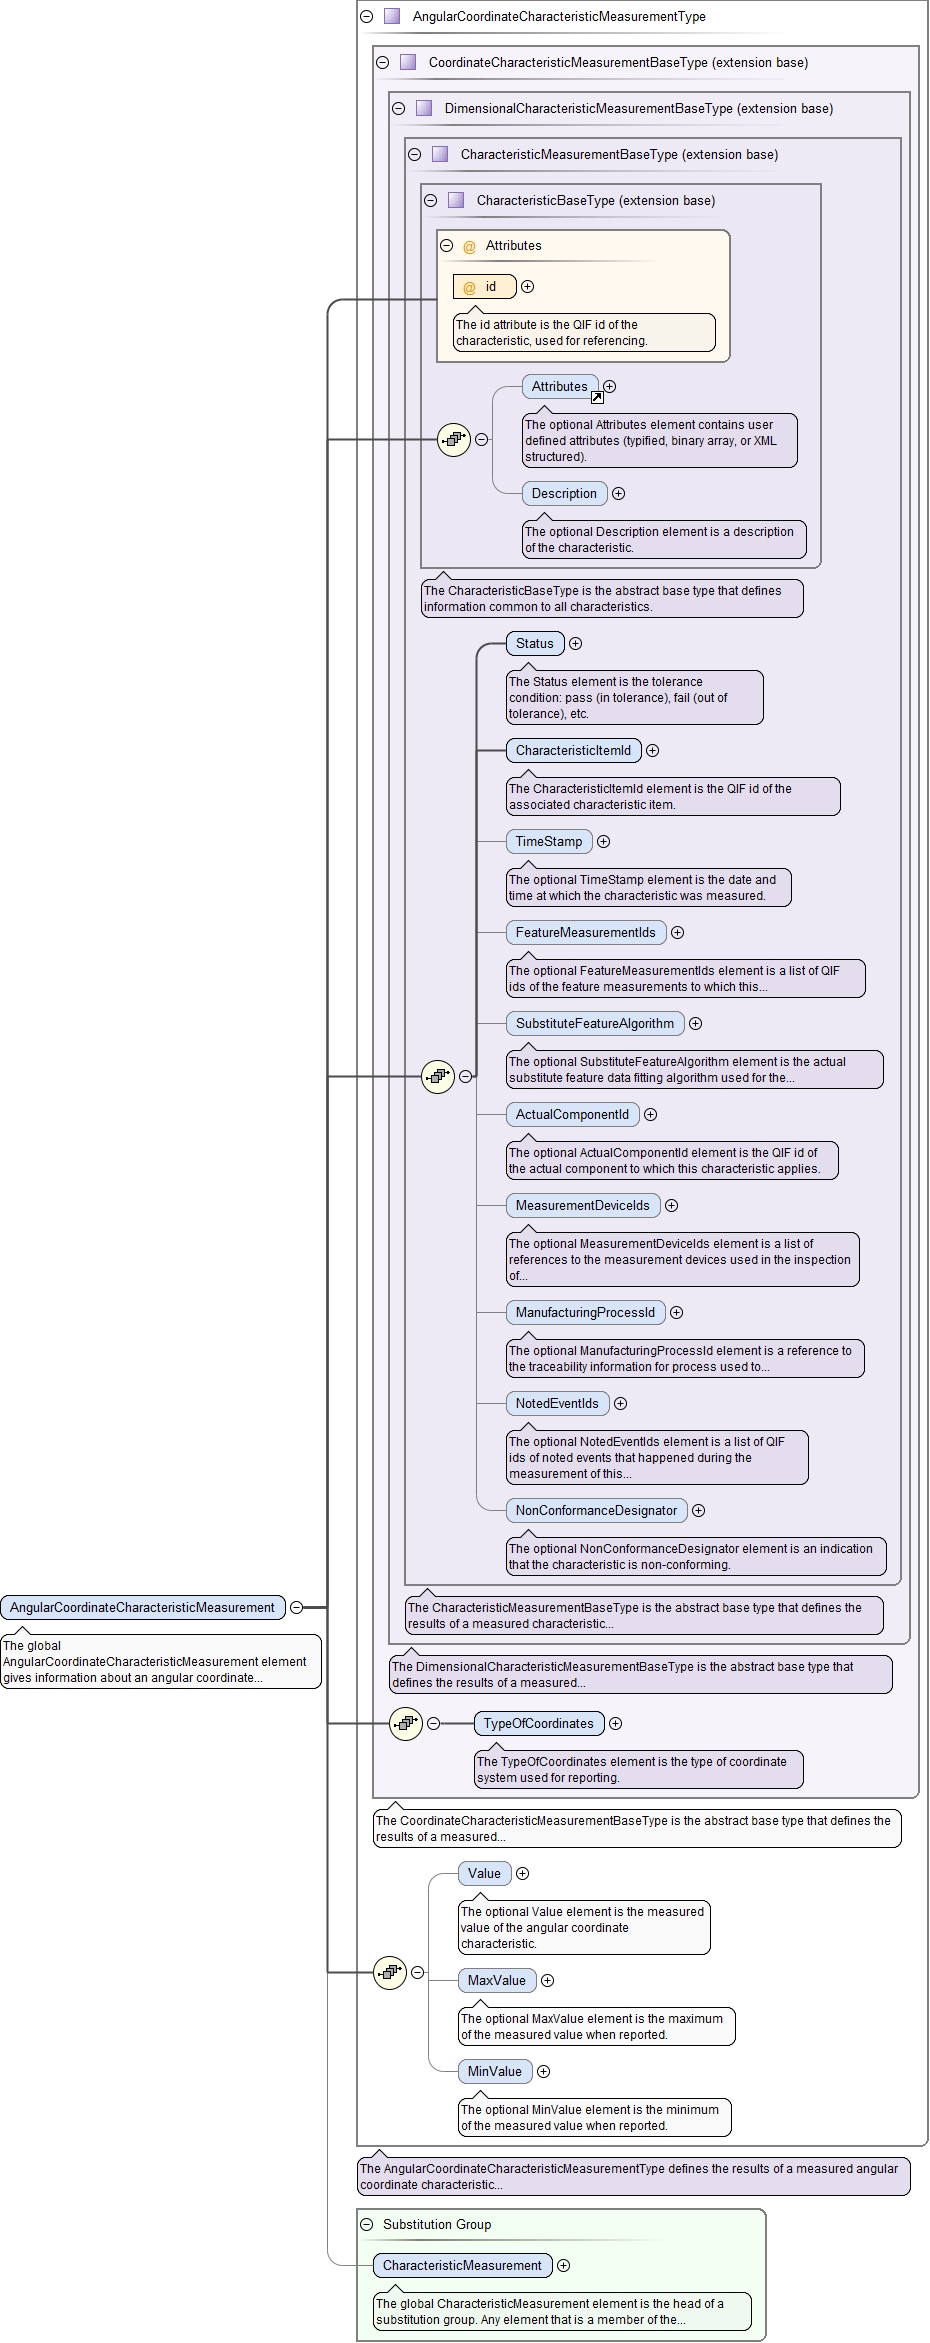 AngularCoordinateCharacteristicMeasurementType
CoordinateCharacteristicMeasurementBaseType (extension base)
DimensionalCharacteristicMeasurementBaseType (extension base)
CharacteristicMeasurementBaseType (extension base)
CharacteristicBaseType (extension base)
@ Attributes
@ id
The id attribute is the QIF id of the
characteristic, used for referencing.
Attributes
The optional Attributes element contains user
defined attributes (typified, binary array, or XML
structured).
Description
The optional Description element is a description
of the characteristic.
The CharacteristicBaseType is the abstract base type that defines
information common to all characteristics.
Status
The Status element is the tolerance
condition: pass (in tolerance), fail (out of
tolerance), etc.
CharacteristicItemId
The CharacteristicItemId element is the QIF id of the
associated characteristic item.
TimeStamp
The optional TimeStamp element is the date and
time at which the characteristic was measured.
FeatureMeasurementIds
The optional FeatureMeasurementIds element is a list of QIF
ids of the feature measurements to which this...
SubstituteFeatureAlgorithm
The optional SubstituteFeatureAlgorithm element is the actual
substitute feature data fitting algorithm used for the...
ActualComponentId
The optional ActualComponentId element is the QIF id of
the actual component to which this characteristic applies.
MeasurementDeviceIds
The optional MeasurementDeviceIds element is a list of
references to the measurement devices used in the inspection
of...
ManufacturingProcessId
The optional ManufacturingProcessId element is a reference to
the traceability information for process used to...
NotedEventIds
The optional NotedEventIds element is a list of QIF
ids of noted events that happened during the
measurement of this...
NonConformanceDesignator
The optional NonConformanceDesignator element is an indication
that the characteristic is non-conforming.
The CharacteristicMeasurementBaseType is the abstract base type that defines the
results of a measured characteristic...
AngularCoordinateCharacteristicMeasurement
The global
AngularCoordinateCharacteristicMeasurement element
gives information about an angular coordinate...
The DimensionalCharacteristicMeasurementBaseType is the abstract base type that
defines the results of a measured...
TypeOfCoordinates
The TypeOfCoordinates element is the type of coordinate
system used for reporting.
The CoordinateCharacteristicMeasurementBaseType is the abstract base type that defines the
results of a measured...
Value
The optional Value element is the measured
value of the angular coordinate
characteristic.
MaxValue
The optional MaxValue element is the maximum
of the measured value when reported.
MinValue
The optional MinValue element is the minimum
of the measured value when reported.
The AngularCoordinateCharacteristicMeasurementType defines the results of a measured angular
coordinate characteristic...
Substitution Group
CharacteristicMeasurement
The global CharacteristicMeasurement element is the head of a
substitution group. Any element that is a member of the...